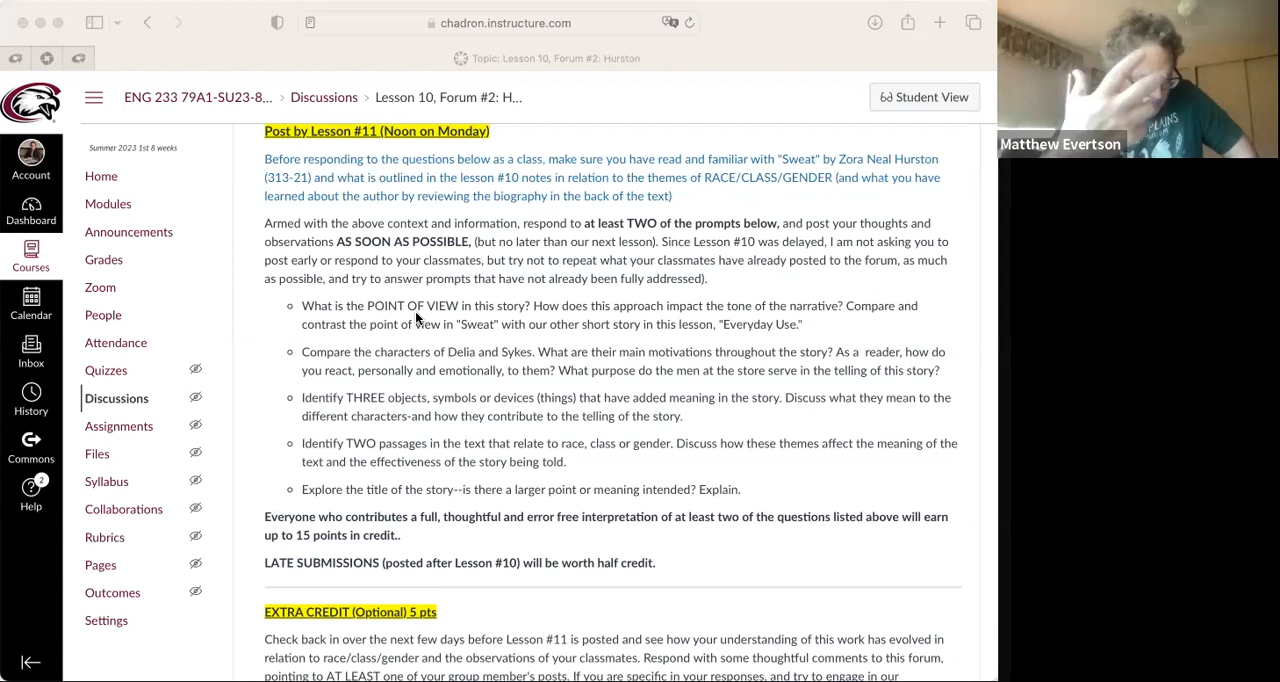 chadron.instructure.com
Topic: Lesson 10, Forum #2: Hurston
ENG 233 79A1-SU23-8... > Discussions > Lesson 10, Forum #2: H...
Student View
Matthew Evertson
Account
Dashboard
Courses
Calendar
Inbox
History
Commons
2
Help
Summer 2023 1st 8 weeks
Home
Modules
Announcements
Grades
Zoom
People
Attendance
Quizzes
Discussions
Assignments
Files
Syllabus
Collaborations
Rubrics
Pages
Outcomes
Settings
Post by Lesson #11 (Noon on Monday)
Before responding to the questions below as a class, make sure you have read and familiar with "Sweat" by Zora Neal Hurston
(313-21) and what is outlined in the lesson #10 notes in relation to the themes of RACE/CLASS/GENDER (and what you have
learned about the author by reviewing the biography in the back of the text)
Armed with the above context and information, respond to at least TWO of the prompts below, and post your thoughts and
observations AS SOON AS POSSIBLE, (but no later than our next lesson). Since Lesson #10 was delayed, I am not asking you to
post early or respond to your classmates, but try not to repeat what your classmates have already posted to the forum, as much
as possible, and try to answer prompts that have not already been fully addressed).
What is the POINT OF VIEW in this story? How does this approach impact the tone of the narrative? Compare and
contrast the point of view in "Sweat" with our other short story in this lesson, "Everyday Use."
Compare the characters of Delia and Sykes. What are their main motivations throughout the story? As a reader, how do
you react, personally and emotionally, to them? What purpose do the men at the store serve in the telling of this story?
Identify THREE objects, symbols or devices (things) that have added meaning in the story. Discuss what they mean to the
different characters-and how they contribute to the telling of the story.
Identify TWO passages in the text that relate to race, class or gender. Discuss how these themes affect the meaning of the
text and the effectiveness of the story being told.
Explore the title of the story--is there a larger point or meaning intended? Explain.
Everyone who contributes a full, thoughtful and error free interpretation of at least two of the questions listed above will earn
up to 15 points in credit..
LATE SUBMISSIONS (posted after Lesson #10) will be worth half credit.
EXTRA CREDIT (Optional) 5 pts
Check back in over the next few days before Lesson #11 is posted and see how your understanding of this work has evolved in
relation to race/class/gender and the observations of your classmates. Respond with some thoughtful comments to this forum,
pointing to AT LEAST one of your group member's posts. If you are specific in your responses, and try to engage in our